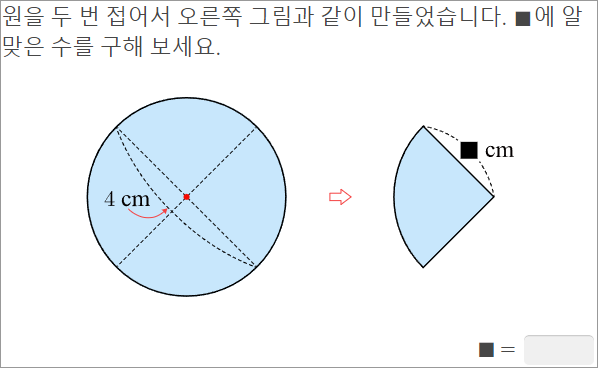 원을 두 번 접어서 오른쪽 그림과 같이 만들었습니다. ■에 알
맞은 수를 구해 보세요.
4 cm
■ cm
■ =